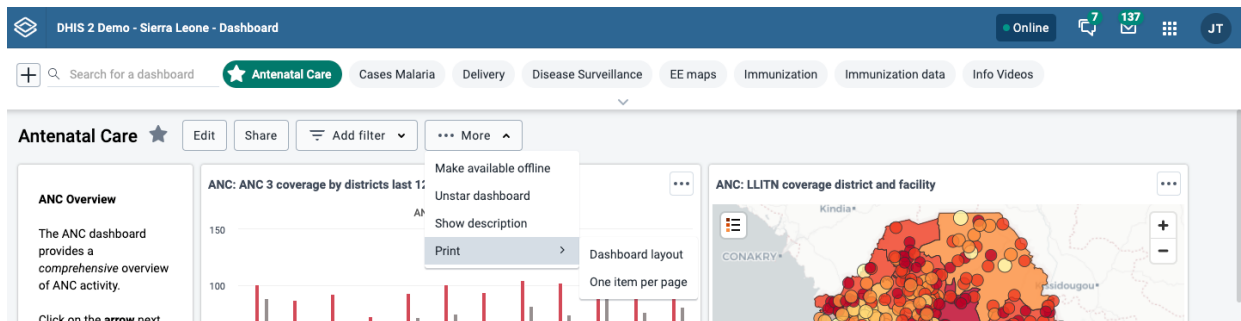 DHIS 2 Demo - Sierra Leone - Dashboard
Online
7
137
JT
Search for a dashboard
Antenatal Care
Cases Malaria
Delivery
Disease Surveillance
EE maps
Immunization
Immunization data
Info Videos
Antenatal Care
Edit
Share
Add filter
More
Make available offline
Unstar dashboard
Show description
Print
Dashboard layout
One item per page
ANC Overview
The ANC dashboard
provides a
comprehensive overview
of ANC activity.
Click on the arrow next
ANC: ANC 3 coverage by districts last 12
150
100
ANC: LLITN coverage district and facility
Kindia
CONAKRY